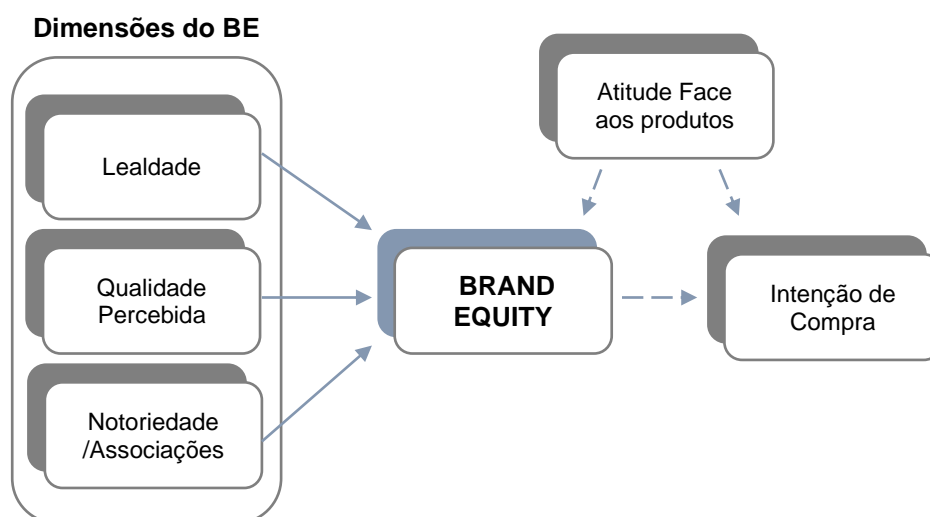 Dimensões do BE
Lealdade
Qualidade
Percebida
Notoriedade
/Associações
BRAND
EQUITY
Atitude Face
aos produtos
Intenção de
Compra